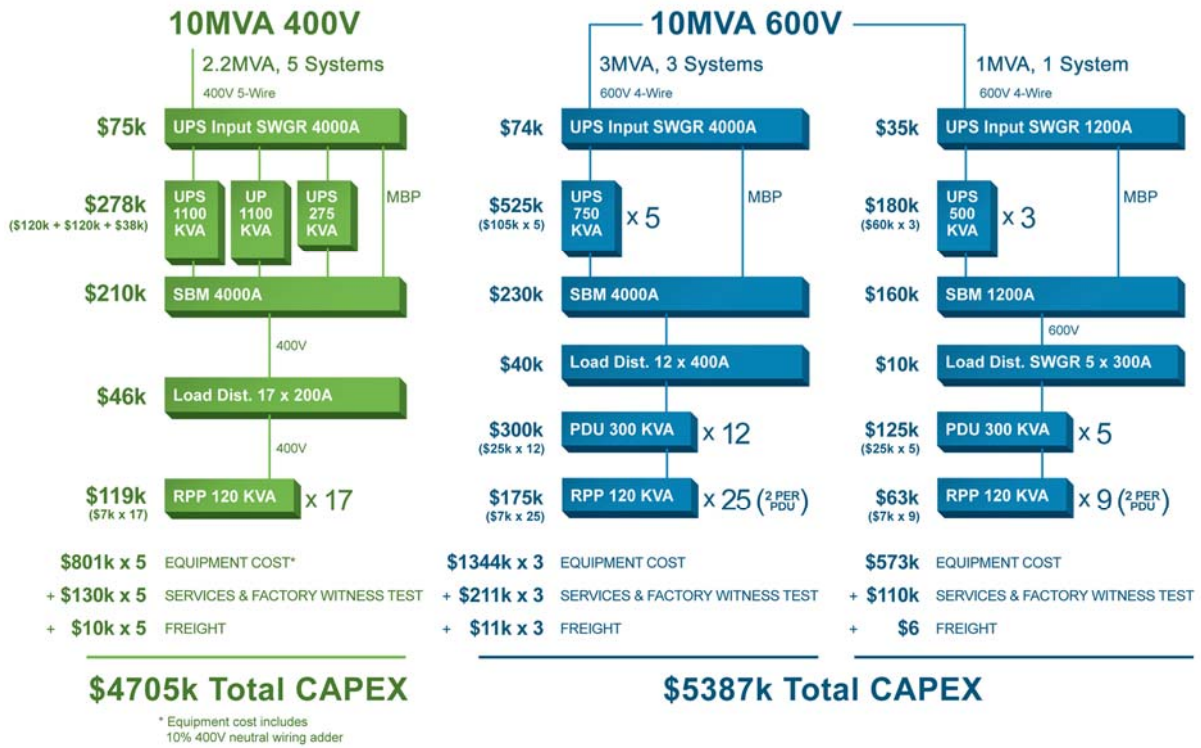 10MVA 400V
2.2MVA, 5 Systems
400V 5-Wire
$75k
UPS Input SWGR 4000A
$278k
($120k + $120k + $38k)
UPS
1100
KVA
UP
1100
KVA
UPS
275
KVA
MBP
$210k
SBM 4000A
400V
$46k
Load Dist. 17 x 200A
400V
$119k
($7k x 17)
RPP 120 KVA
x 17
$801k x 5 EQUIPMENT COST*
+ $130k x 5 SERVICES & FACTORY WITNESS TEST
+ $10k x 5 FREIGHT
$4705k Total CAPEX
* Equipment cost includes
10% 400V neutral wiring adder
10MVA 600V
3MVA, 3 Systems
600V 4-Wire
$74k
UPS Input SWGR 4000A
$525k
($105k x 5)
UPS
750
KVA
x 5
MBP
$230k
SBM 4000A
$40k
Load Dist. 12 x 400A
$300k
($25k x 12)
PDU 300 KVA
x 12
$175k
($7k x 25)
RPP 120 KVA
x 25 (2 PER
PDU)
$1344k x 3 EQUIPMENT COST
+ $211k x 3 SERVICES & FACTORY WITNESS TEST
+ $11k x 3 FREIGHT
1MVA, 1 System
600V 4-Wire
$35k
UPS Input SWGR 1200A
$180k
($60k x 3)
UPS
500
KVA
x 3
MBP
$160k
SBM 1200A
600V
$10k
Load Dist. SWGR 5 x 300A
$125k
($25k x 5)
PDU 300 KVA
x 5
$63k
($7k x 9)
RPP 120 KVA
x 9 (2 PER
PDU)
$573k EQUIPMENT COST
+ $110k SERVICES & FACTORY WITNESS TEST
+ $6 FREIGHT
$5387k Total CAPEX